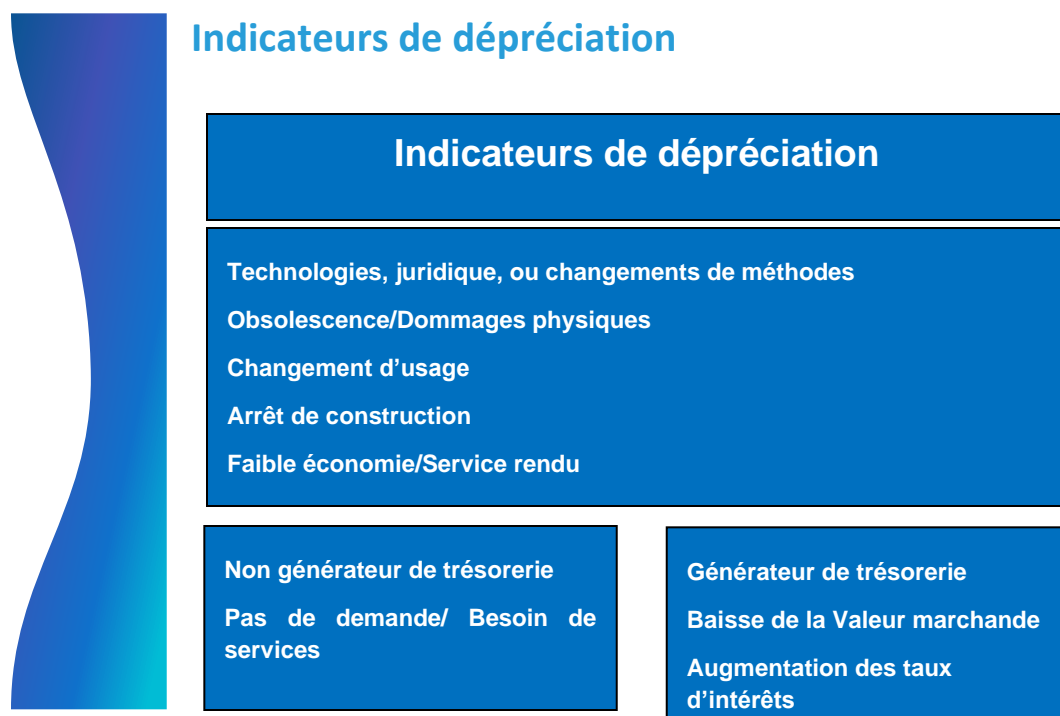 Indicateurs de dépréciation
Indicateurs de dépréciation
Technologies, juridique, ou changements de méthodes
Obsolescence/Dommages physiques
Changement d’usage
Arrêt de construction
Faible économie/Service rendu
Non générateur de trésorerie
Pas de demande/ Besoin de
services
Générateur de trésorerie
Baisse de la Valeur marchande
Augmentation des taux
d’intérêts